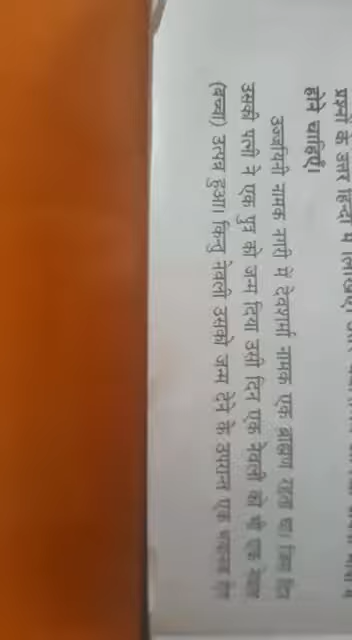 प्रश्नों के उत्तर हिन्दी में लिखिए।
होने चाहिएँ।
उज्जयिनी नामक नगरी में देवशर्मा नामक एक ब्राह्मण रहता था। जिस दिन
उसकी पत्नी ने एक पुत्र को जन्म दिया उसी दिन एक नेवली को भी एक
(बच्चा) उत्पन्न हुआ। किन्तु नेवली उसको जन्म देने के उपरान्त एक